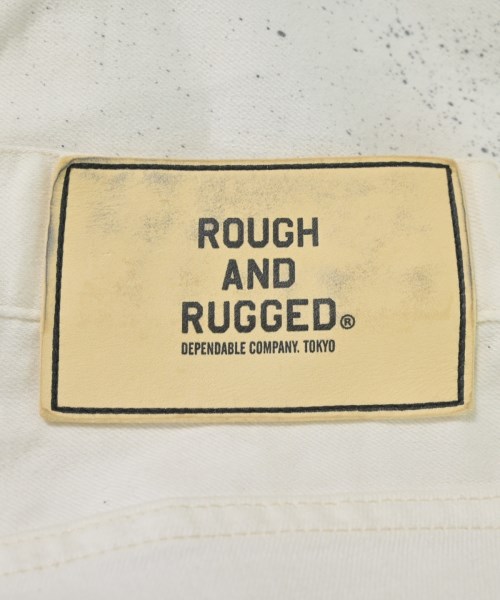 ROUGH
AND
RUGGED®
DEPENDABLE COMPANY. TOKYO